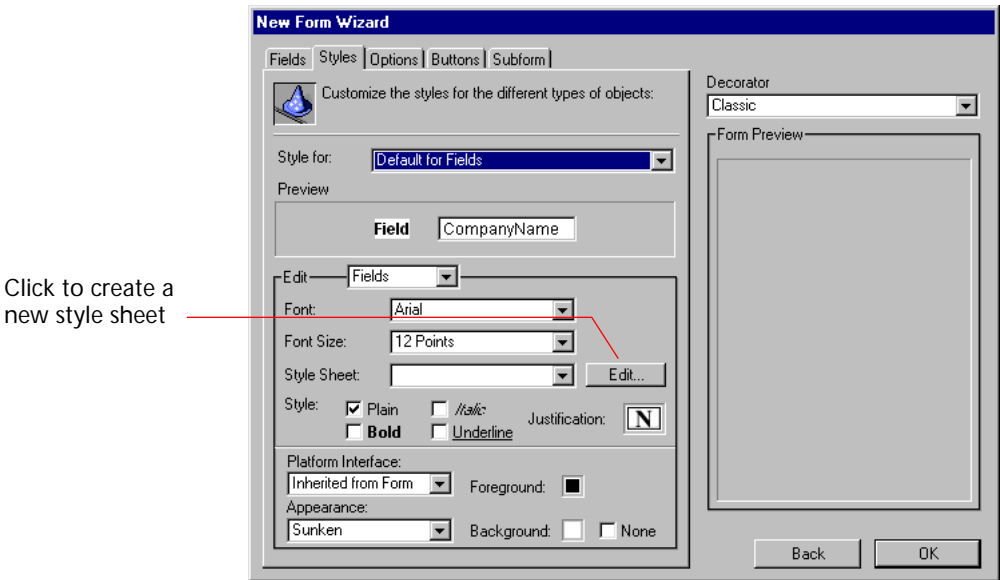 New Form Wizard
Fields Styles Options Buttons Subform
Customize the styles for the different types of objects:
Decorator
Classic
Form Preview
Style for: Default for Fields
Preview
Field CompanyName
Click to create a
new style sheet
Edit Fields
Font: Arial
Font Size: 12 Points
Style Sheet: Edit...
Style: Plain Italic Justification: N
Bold Underline
Platform Interface:
Inherited from Form Foreground:
Appearance:
Sunken Background: None
Back OK